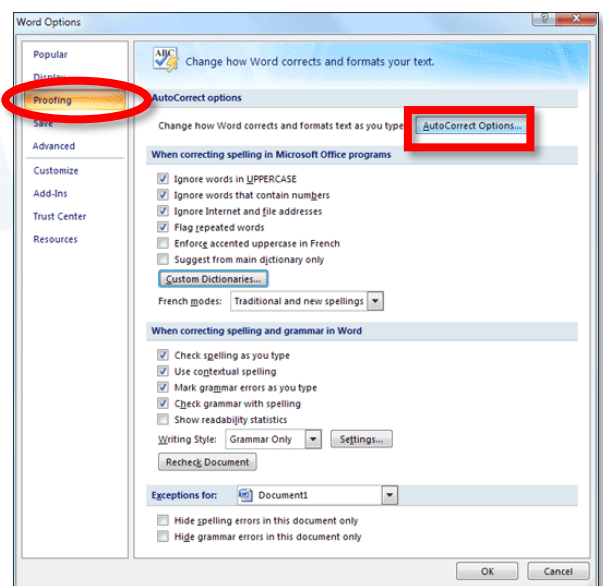 Word Options
Popular
Display
Proofing
Save
Advanced
Customize
Add-Ins
Trust Center
Resources
ABC
Change how Word corrects and formats your text.
AutoCorrect options
Change how Word corrects and formats text as you type
AutoCorrect Options...
When correcting spelling in Microsoft Office programs
Ignore words in UPPERCASE
Ignore words that contain numbers
Ignore Internet and file addresses
Flag repeated words
Enforce accented uppercase in French
Suggest from main dictionary only
Custom Dictionaries...
French modes: Traditional and new spellings
When correcting spelling and grammar in Word
Check spelling as you type
Use contextual spelling
Mark grammar errors as you type
Check grammar with spelling
Show readability statistics
Writing Style: Grammar Only Settings...
Recheck Document
Exceptions for: Document1
Hide spelling errors in this document only
Hide grammar errors in this document only
OK Cancel